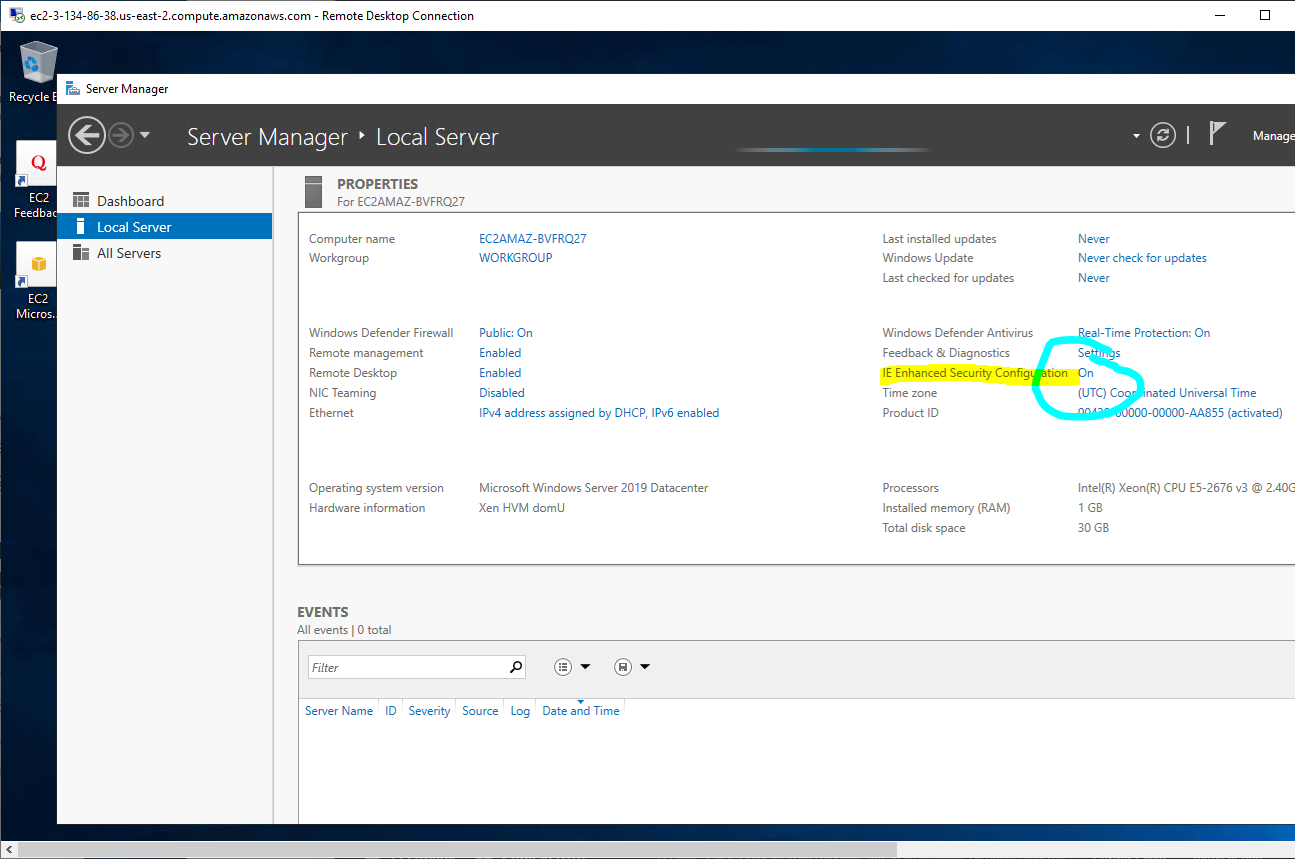 ec2-3-134-86-38.us-east-2.compute.amazonaws.com - Remote Desktop Connection
Recycle B
Server Manager
Server Manager ‣ Local Server
Manage
Q
EC2
Feedbac
EC2
Micros..
Dashboard
Local Server
All Servers
PROPERTIES
For EC2AMAZ-BVFRQ27
Computer name EC2AMAZ-BVFRQ27 Last installed updates Never
Workgroup WORKGROUP Windows Update Never check for updates
Last checked for updates Never
Windows Defender Firewall Public: On Windows Defender Antivirus Real-Time Protection: On
Remote management Enabled Feedback & Diagnostics Settings
Remote Desktop Enabled IE Enhanced Security Configuration On
NIC Teaming Disabled Time zone (UTC) Coordinated Universal Time
Ethernet IPv4 address assigned by DHCP, IPv6 enabled Product ID 00430-00000-00000-AA855 (activated)
Operating system version Microsoft Windows Server 2019 Datacenter Processors Intel(R) Xeon(R) CPU E5-2676 v3 @ 2.40G
Hardware information Xen HVM domU Installed memory (RAM) 1 GB
Total disk space 30 GB
EVENTS
All events | 0 total
Filter
Server Name ID Severity Source Log Date and Time